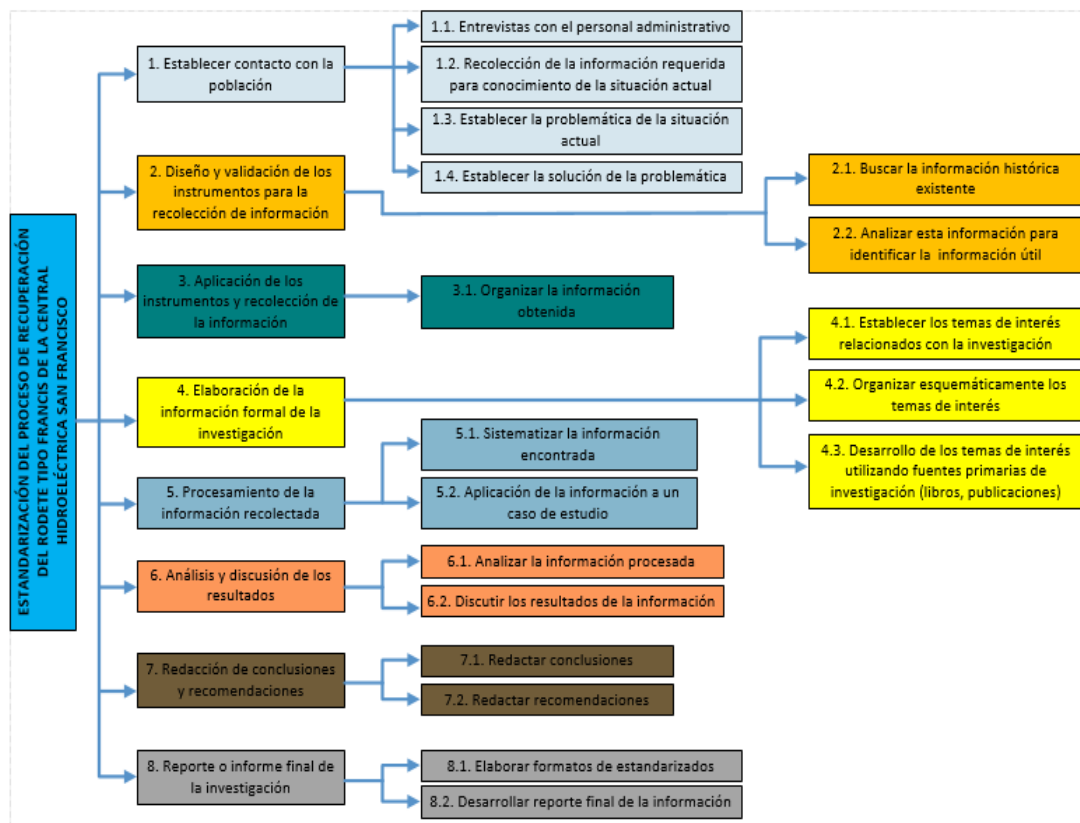 ESTANDARIZACIÓN DEL PROCESO DE RECUPERACIÓN
DEL RODETE TIPO FRANCIS DE LA CENTRAL
HIDROELÉCTRICA SAN FRANCISCO
1. Establecer contacto con la
población
1.1. Entrevistas con el personal administrativo
1.2. Recolección de la información requerida
para conocimiento de la situación actual
1.3. Establecer la problemática de la situación
actual
1.4. Establecer la solución de la problemática
2. Diseño y validación de los
instrumentos para la
recolección de información
2.1. Buscar la información histórica
existente
2.2. Analizar esta información para
identificar la información útil
3. Aplicación de los
instrumentos y recolección de
la información
3.1. Organizar la información
obtenida
4. Elaboración de la
información formal de la
investigación
4.1. Establecer los temas de interés
relacionados con la investigación
4.2. Organizar esquemáticamente los
temas de interés
4.3. Desarrollo de los temas de interés
utilizando fuentes primarias de
investigación (libros, publicaciones)
5. Procesamiento de la
información recolectada
5.1. Sistematizar la información
encontrada
5.2. Aplicación de la información a un
caso de estudio
6. Análisis y discusión de los
resultados
6.1. Analizar la información procesada
6.2. Discutir los resultados de la información
7. Redacción de conclusiones
y recomendaciones
7.1. Redactar conclusiones
7.2. Redactar recomendaciones
8. Reporte o informe final de
la investigación
8.1. Elaborar formatos de estandarizados
8.2. Desarrollar reporte final de la información